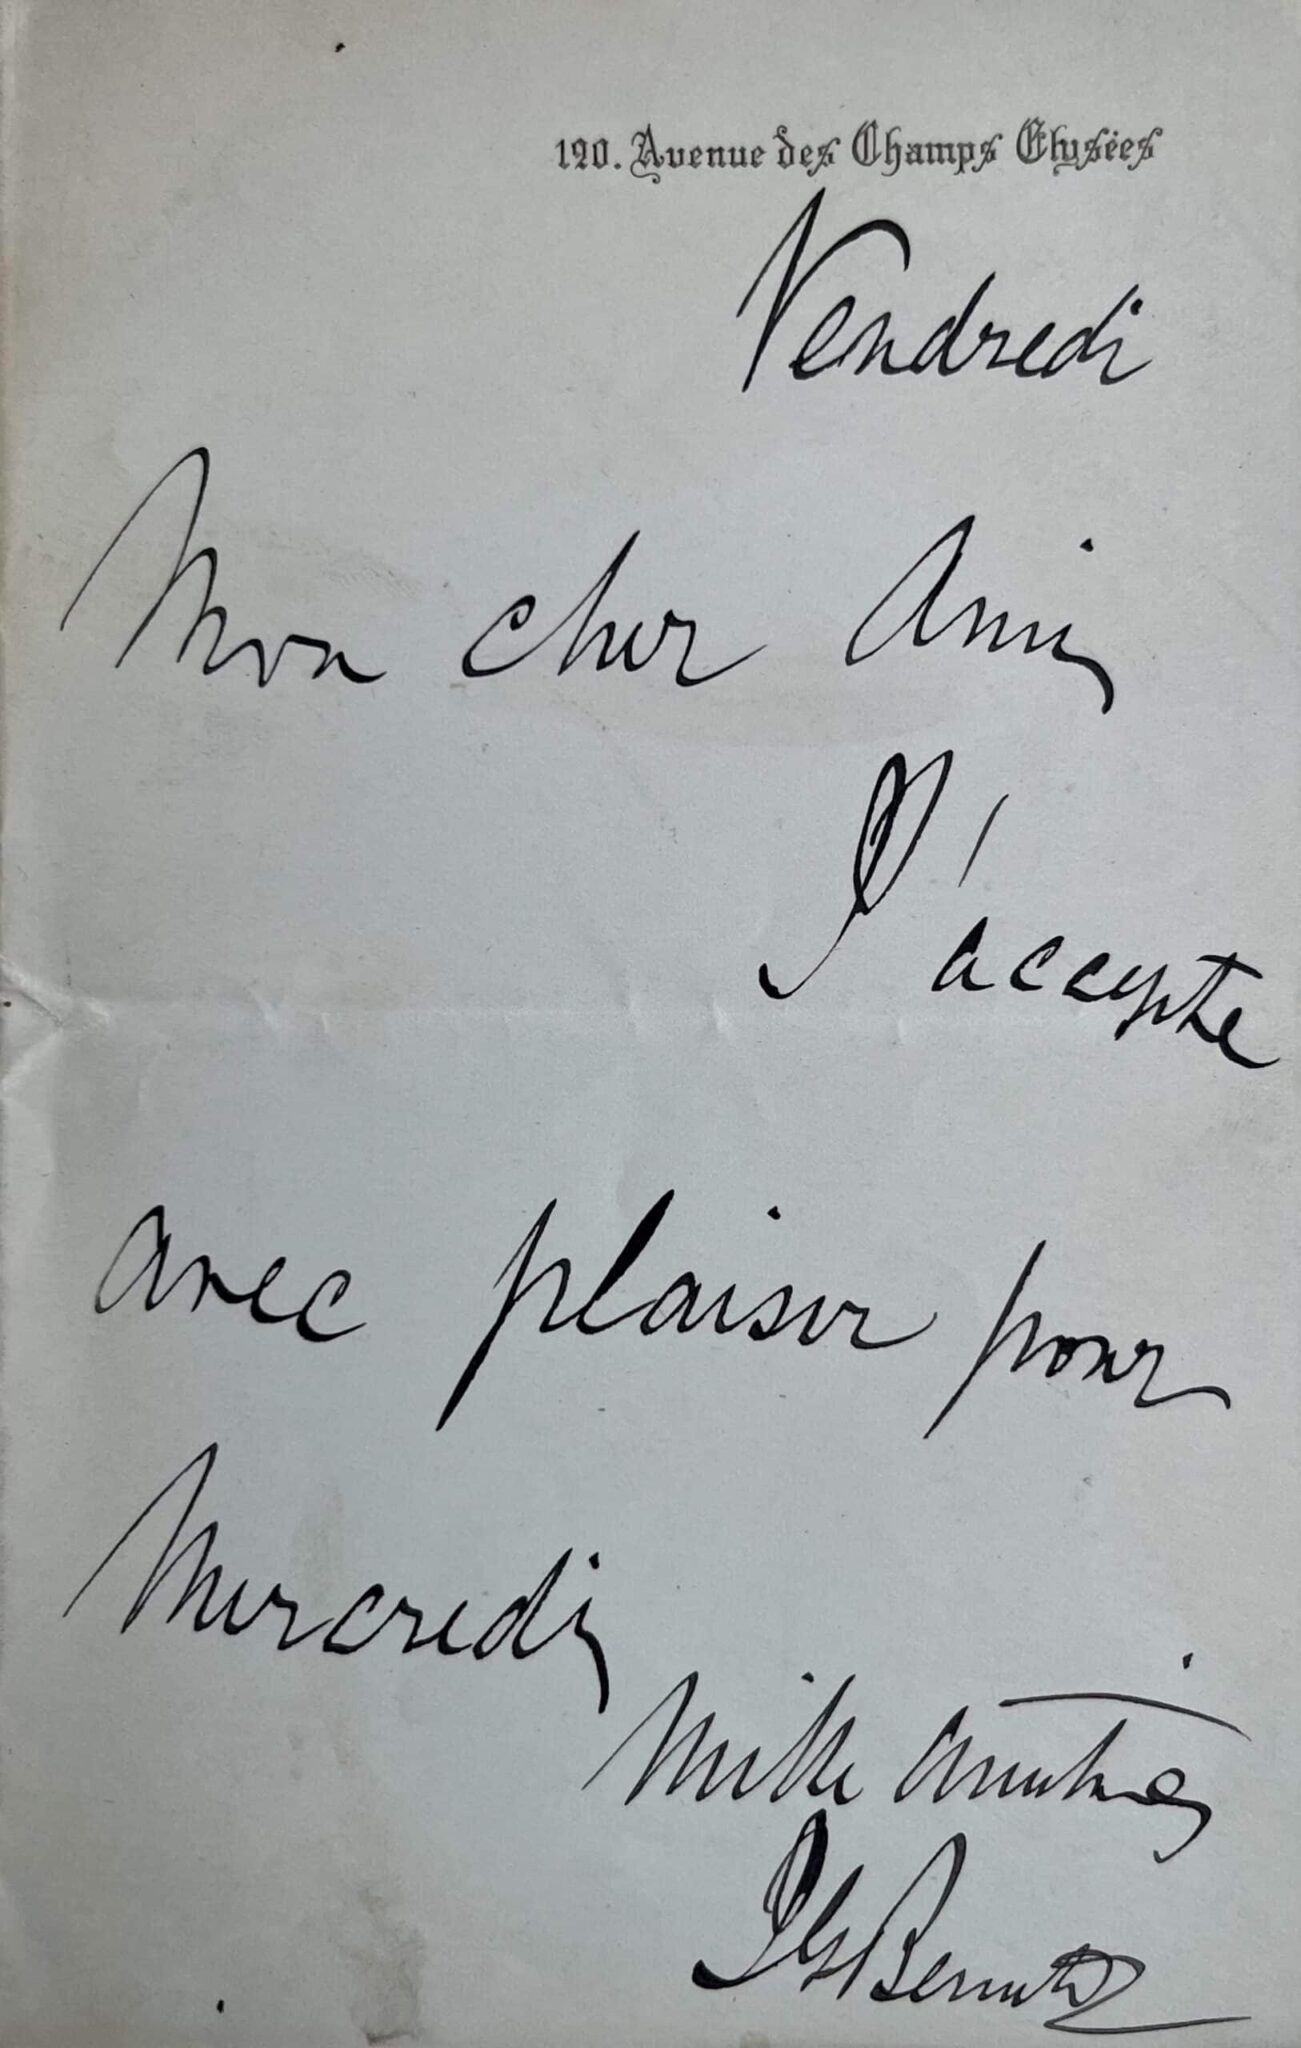 120. Avenue des Champs Elysées
Vendredi
Mon cher Ami,
J'accepte
avec plaisir pour
Mercredi,
Mille amitiés